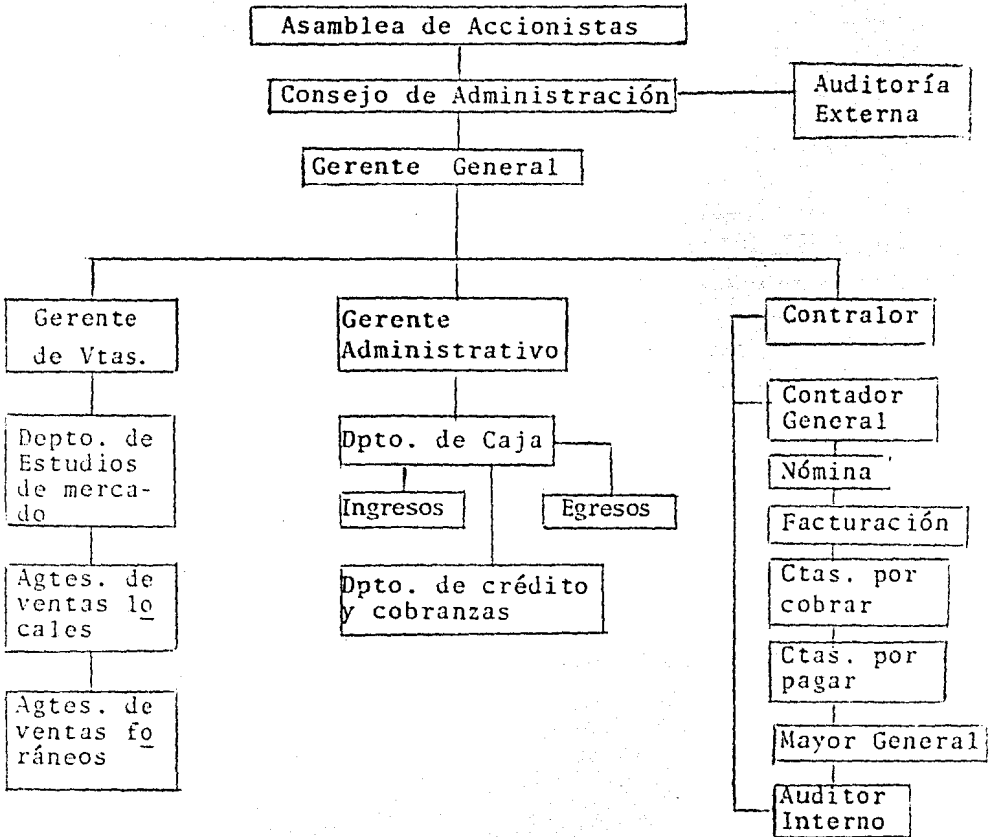 Asamblea de Accionistas
Consejo de Administración
Auditoría
Externa
Gerente General
Gerente
de Vtas.
Gerente
Administrativo
Contralor
Depto. de
Estudios
de merca-
do
Dpto. de Caja
Ingresos
Egresos
Contador
General
Nómina
Facturación
Agtes. de
ventas lo
cales
Dpto. de crédito
y cobranzas
Ctas. por
cobrar
Agtes. de
ventas fo
ráneos
Ctas. por
pagar
Mayor General
Auditor
Interno